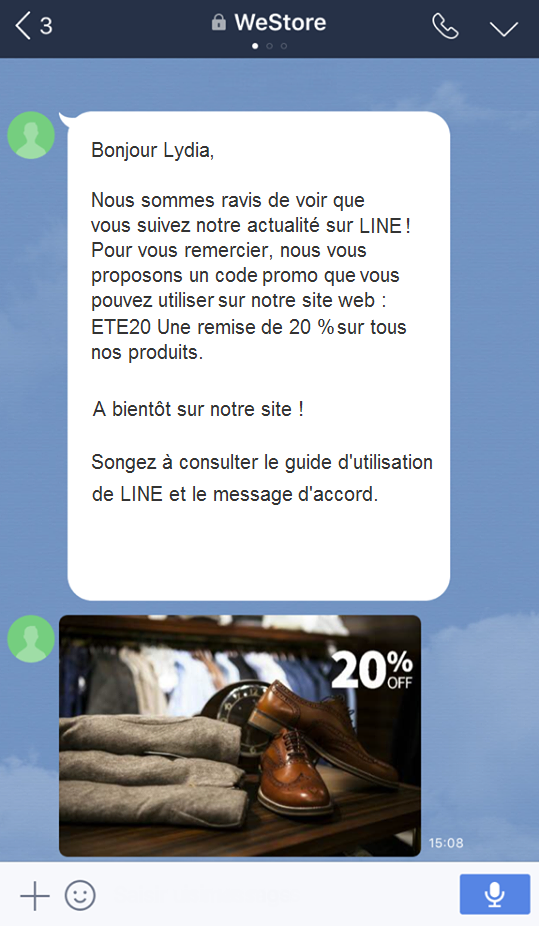 3
WeStore
Bonjour Lydia,
Nous sommes ravis de voir que
vous suivez notre actualité sur LINE !
Pour vous remercier, nous vous
proposons un code promo que vous
pouvez utiliser sur notre site web :
ETE20 Une remise de 20 % sur tous
nos produits.
A bientôt sur notre site !
Songez à consulter le guide d'utilisation
de LINE et le message d'accord.
20%
OFF
15:08